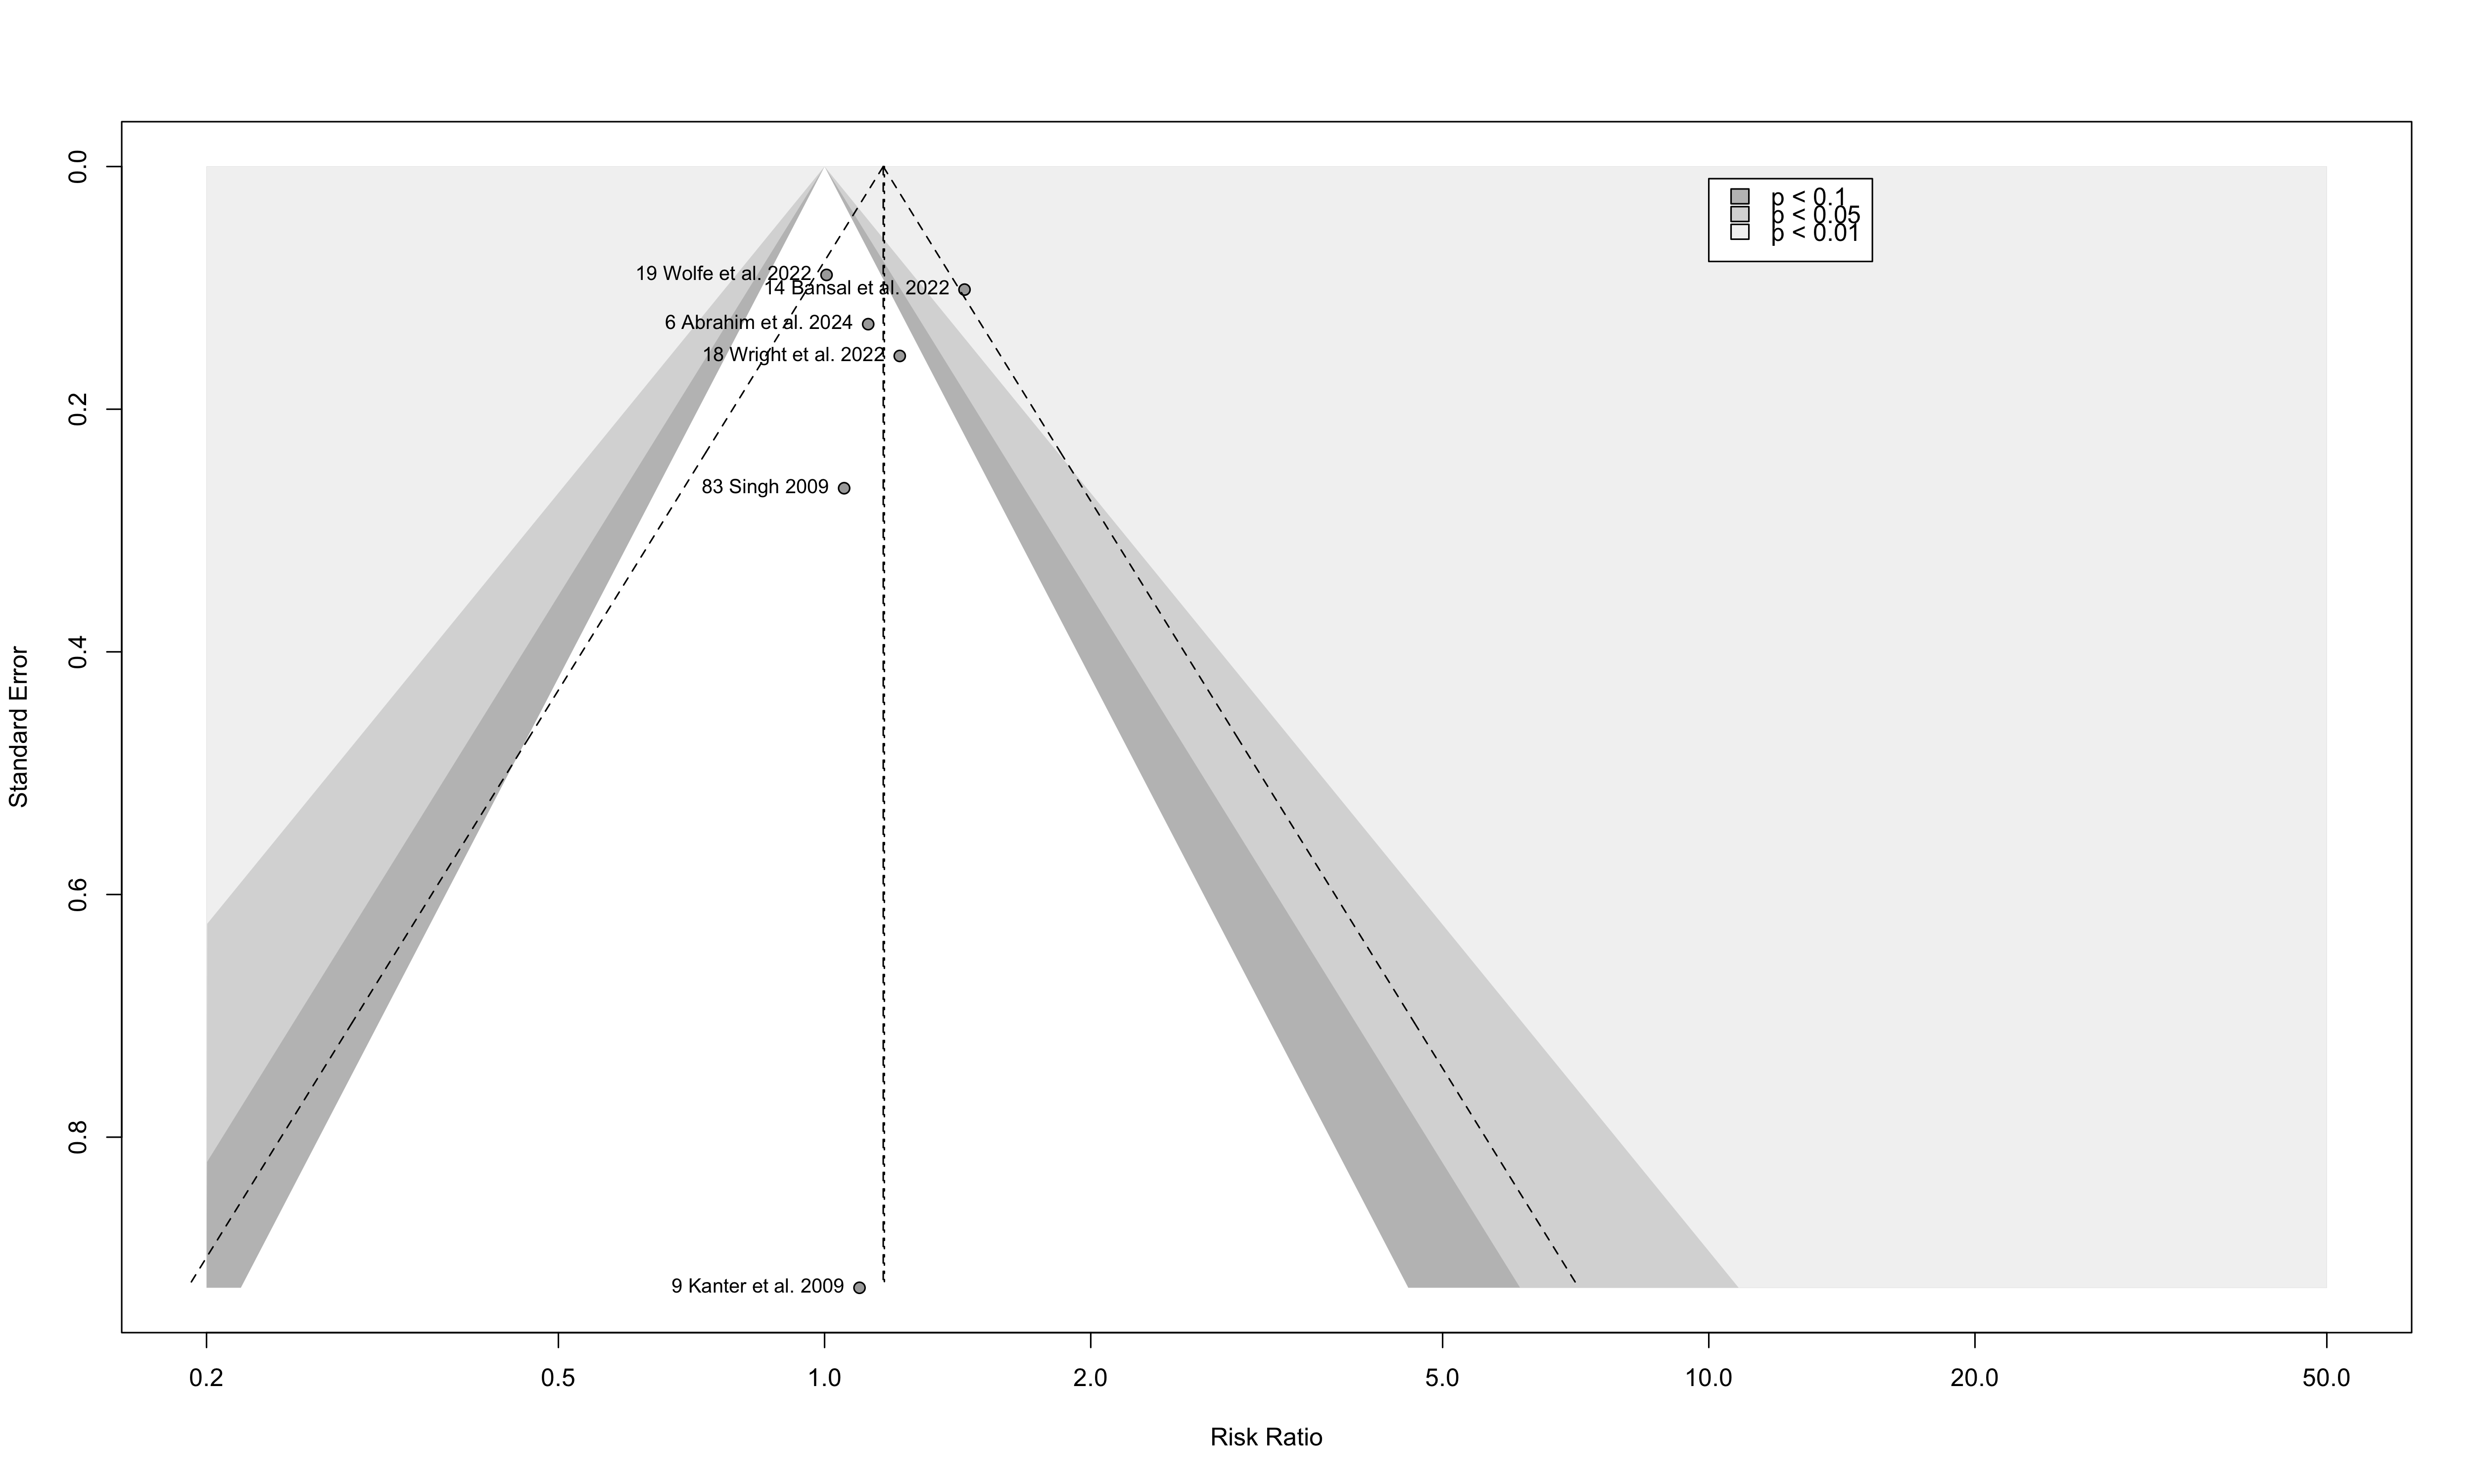 0.0
0.2
0.4
0.6
0.8
Standard Error
p < 0.1
p < 0.05
p < 0.01
19 Wolfe et al. 2022
14 Bansal et al. 2022
6 Abrahim et al. 2024
18 Wright et al. 2022
83 Singh 2009
9 Kanter et al. 2009
0.2 0.5 1.0 2.0 5.0 10.0 20.0 50.0
Risk Ratio